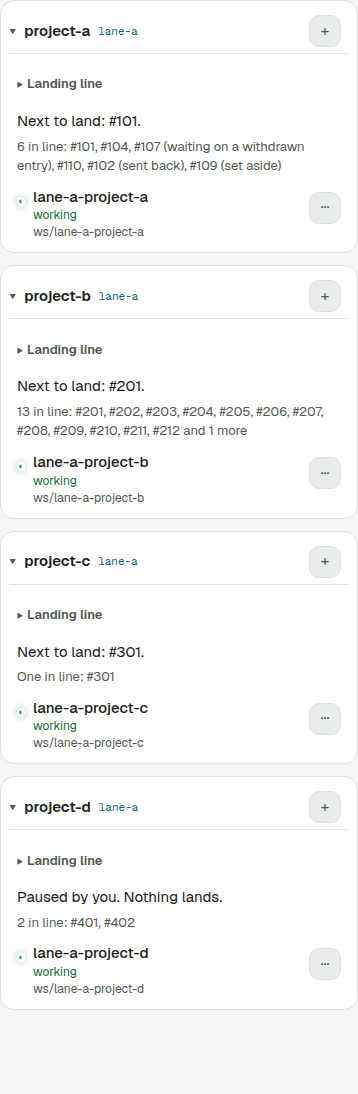 project-a lane-a +
Landing line
Next to land: #101.
6 in line: #101, #104, #107 (waiting on a withdrawn
entry), #110, #102 (sent back), #109 (set aside)
lane-a-project-a
working
ws/lane-a-project-a
project-b lane-a +
Landing line
Next to land: #201.
13 in line: #201, #202, #203, #204, #205, #206, #207,
#208, #209, #210, #211, #212 and 1 more
lane-a-project-b
working
ws/lane-a-project-b
project-c lane-a +
Landing line
Next to land: #301.
One in line: #301
lane-a-project-c
working
ws/lane-a-project-c
project-d lane-a +
Landing line
Paused by you. Nothing lands.
2 in line: #401, #402
lane-a-project-d
working
ws/lane-a-project-d